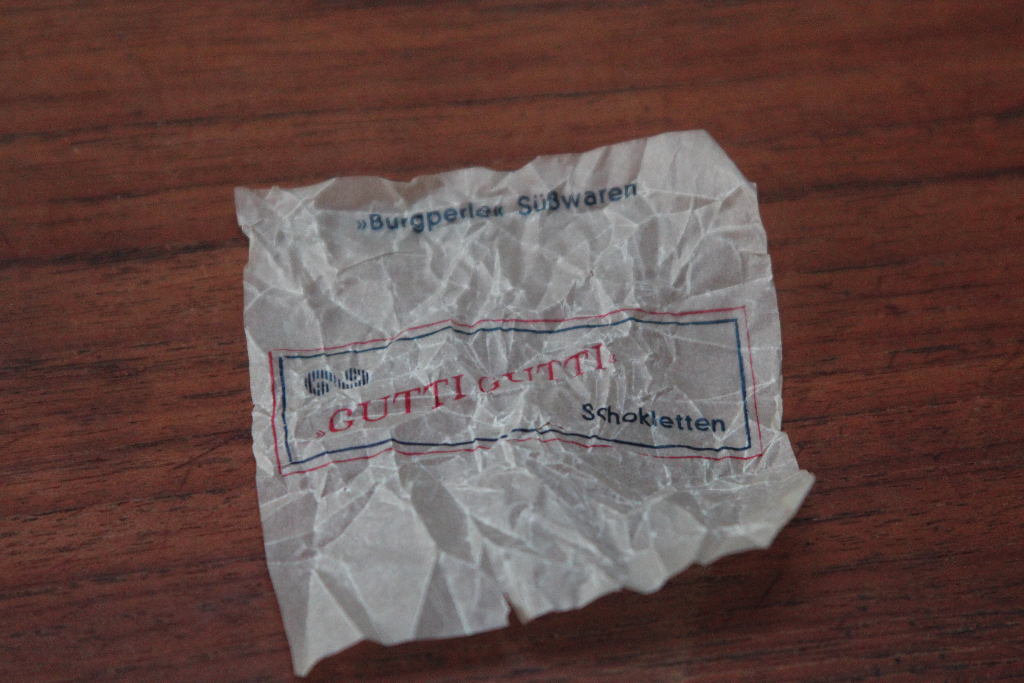 »Burgperle« Süßwaren
»GUTTI GUTTI«
Schokletten